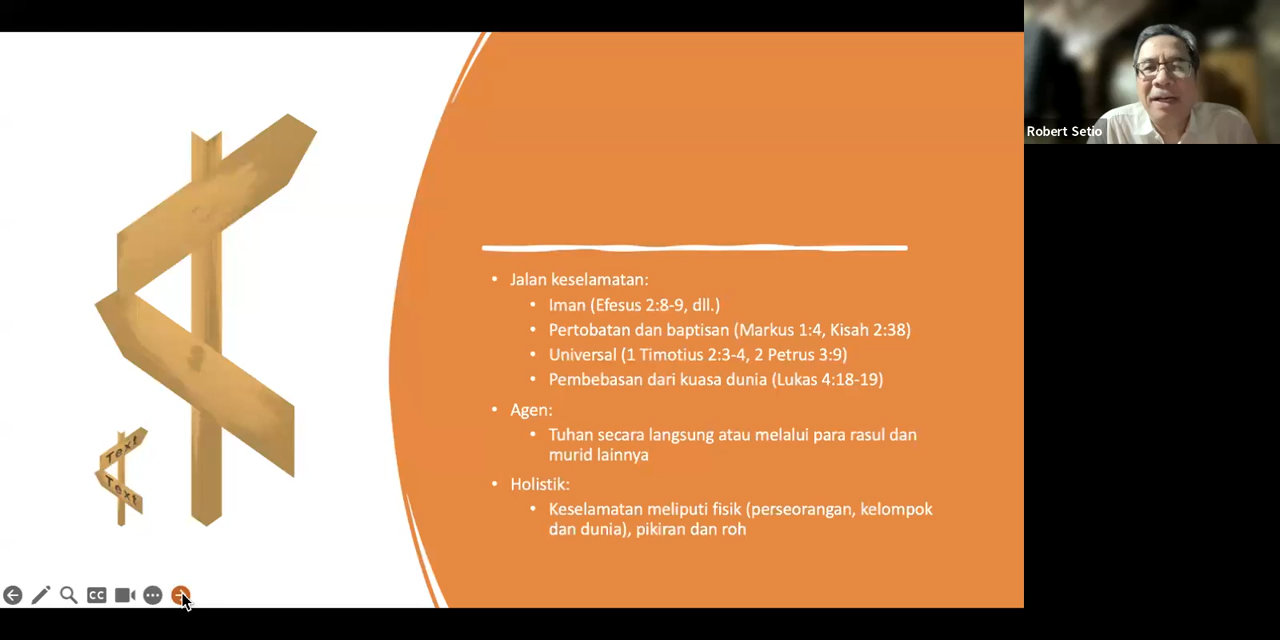 Robert Setio
Jalan keselamatan:
Iman (Efesus 2:8-9, dll.)
Pertobatan dan baptisan (Markus 1:4, Kisah 2:38)
Universal (1 Timotius 2:3-4, 2 Petrus 3:9)
Pembebasan dari kuasa dunia (Lukas 4:18-19)
Agen:
Tuhan secara langsung atau melalui para rasul dan
murid lainnya
Holistik:
Keselamatan meliputi fisik (perseorangan, kelompok
dan dunia), pikiran dan roh
Text
Text
CC